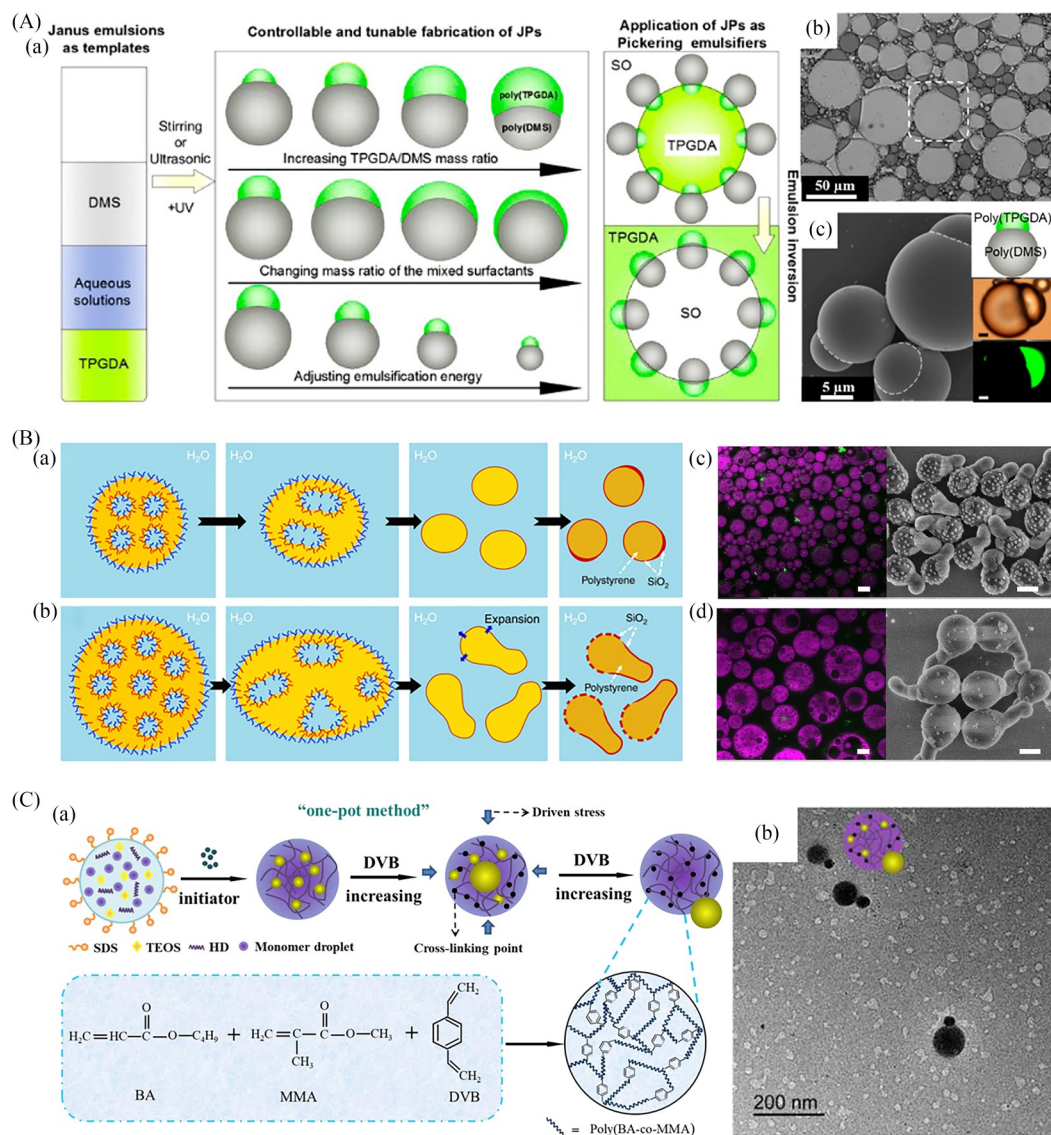 (A)
(a)
Janus emulsions
as templates
DMS
Aqueous
solutions
TPGDA
Stirring
or
Ultrasonic
+UV
Controllable and tunable fabrication of JPs
poly(TPGDA)
poly(DMS)
Increasing TPGDA/DMS mass ratio
Changing mass ratio of the mixed surfactants
Adjusting emulsification energy
Application of JPs as
Pickering emulsifiers
SO
TPGDA
TPGDA
SO
Emulsion inversion
(b)
50 µm
(c)
5 µm
Poly(TPGDA)
Poly(DMS)
(B)
(a)
H2O
H2O
H2O
H2O
Polystyrene
SiO2
(b)
H2O
H2O
H2O
Expansion
H2O
SiO2
Polystyrene
(c)
(d)
(C)
(a)
"one-pot method"
Driven stress
initiator
DVB
increasing
DVB
increasing
Cross-linking point
SDS TEOS HD Monomer droplet
H2C=HC O O C4H9 + H2C=C O O CH3 CH3 + CH2 CH2
BA MMA DVB
= Poly(BA-co-MMA)
(b)
200 nm